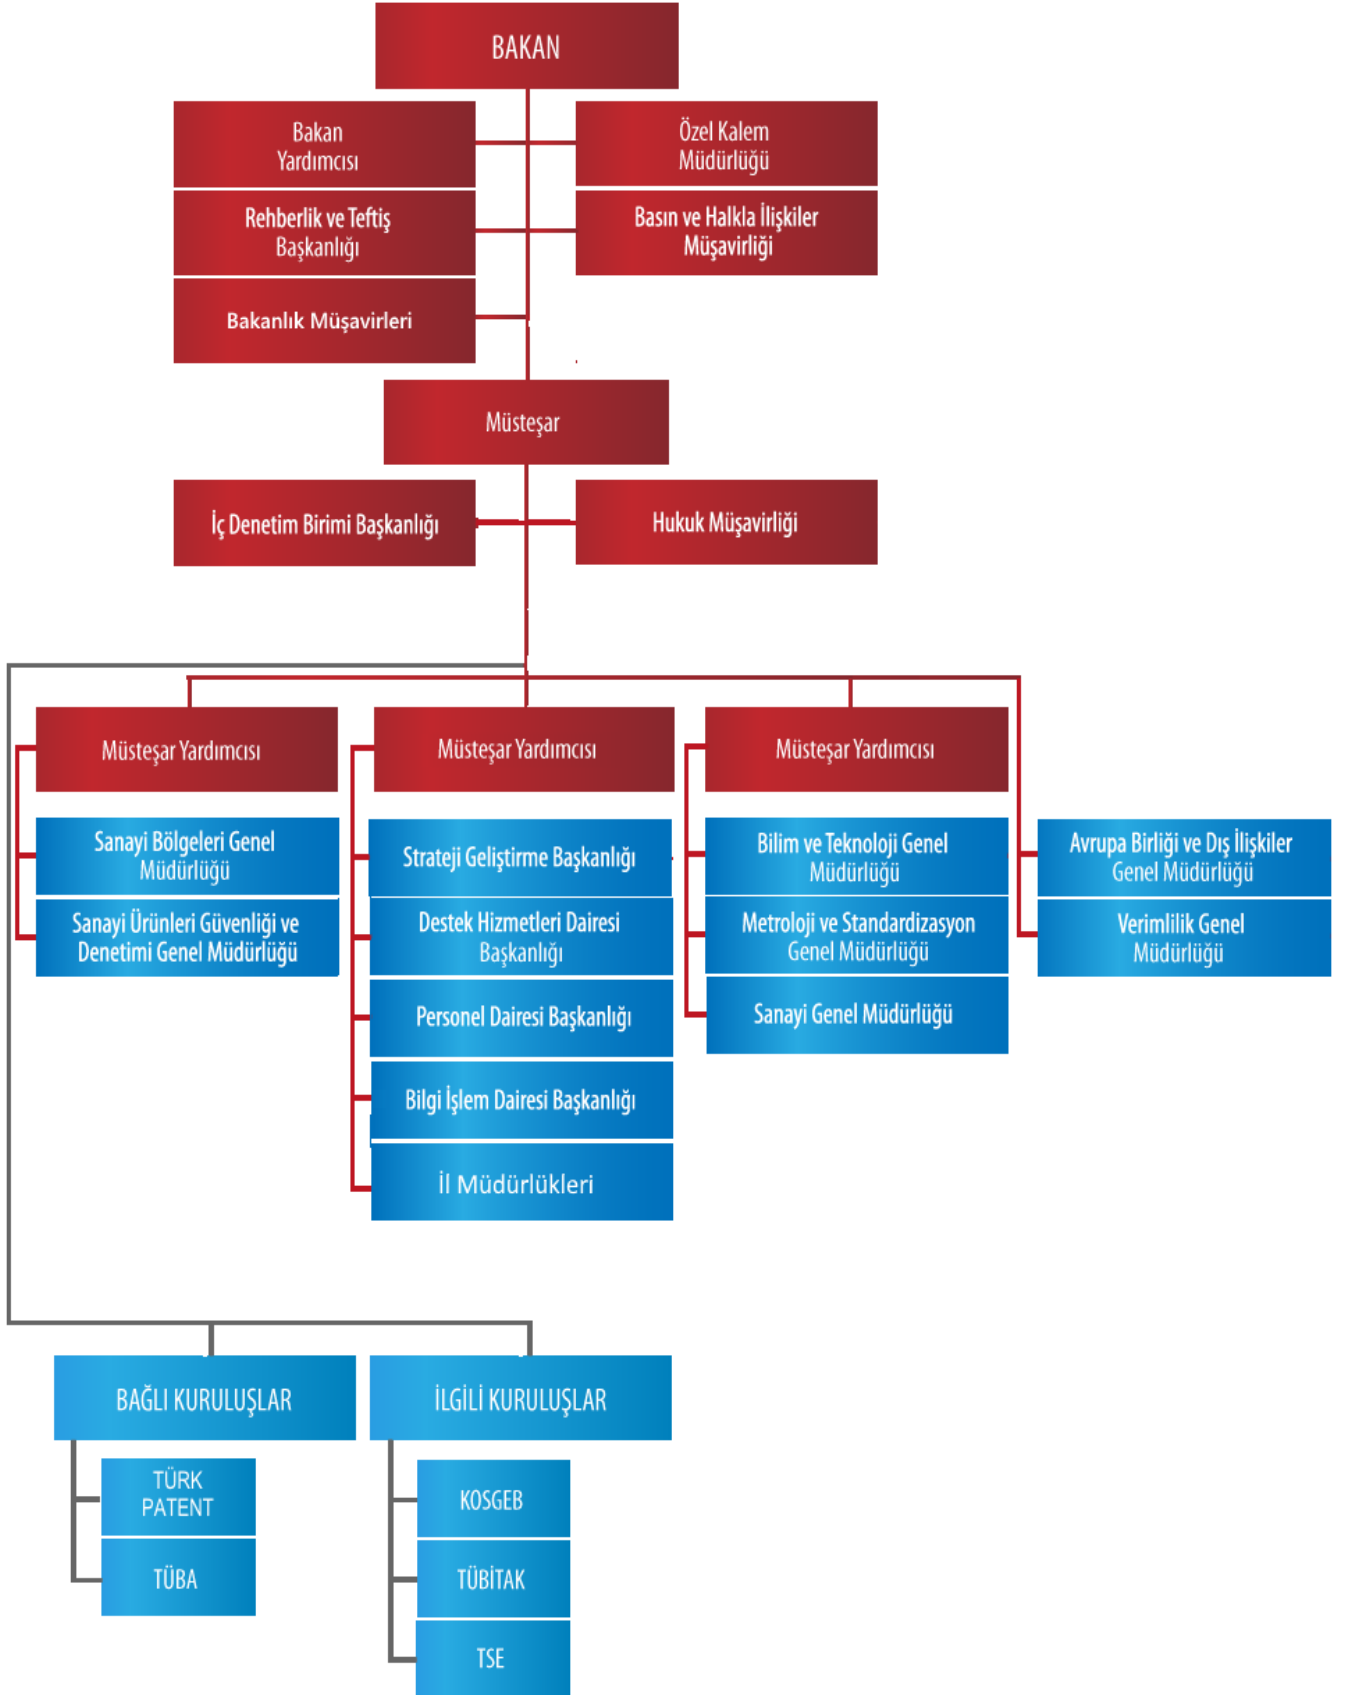 BAKAN
Bakan
Yardımcısı
Özel Kalem
Müdürlüğü
Rehberlik ve Teftiş
Başkanlığı
Basın ve Halkla İlişkiler
Müşavirliği
Bakanlık Müşavirleri
Müsteşar
İç Denetim Birimi Başkanlığı
Hukuk Müşavirliği
Müsteşar Yardımcısı
Sanayi Bölgeleri Genel
Müdürlüğü
Sanayi Ürünleri Güvenliği ve
Denetimi Genel Müdürlüğü
Müsteşar Yardımcısı
Strateji Geliştirme Başkanlığı
Destek Hizmetleri Dairesi
Başkanlığı
Personel Dairesi Başkanlığı
Bilgi İşlem Dairesi Başkanlığı
İl Müdürlükleri
Müsteşar Yardımcısı
Bilim ve Teknoloji Genel
Müdürlüğü
Metroloji ve Standardizasyon
Genel Müdürlüğü
Sanayi Genel Müdürlüğü
Avrupa Birliği ve Dış İlişkiler
Genel Müdürlüğü
Verimlilik Genel
Müdürlüğü
BAĞLI KURULUŞLAR
TÜRK
PATENT
TÜBA
İLGİLİ KURULUŞLAR
KOSGEB
TÜBİTAK
TSE